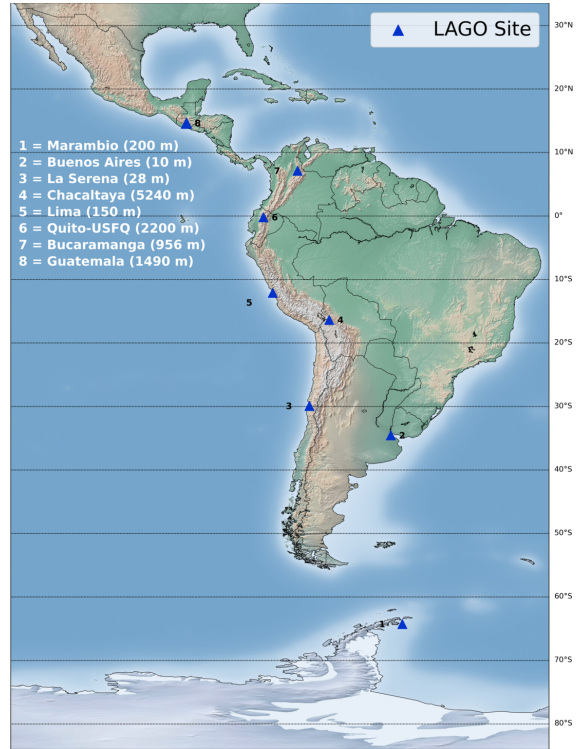 LAGO Site
30°N
20°N
10°N
0°
10°S
20°S
30°S
40°S
50°S
60°S
70°S
80°S
1 = Marambio (200 m)
2 = Buenos Aires (10 m)
3 = La Serena (28 m)
4 = Chacaltaya (5240 m)
5 = Lima (150 m)
6 = Quito-USFQ (2200 m)
7 = Bucaramanga (956 m)
8 = Guatemala (1490 m)
8
7
6
5
4
3
2
1